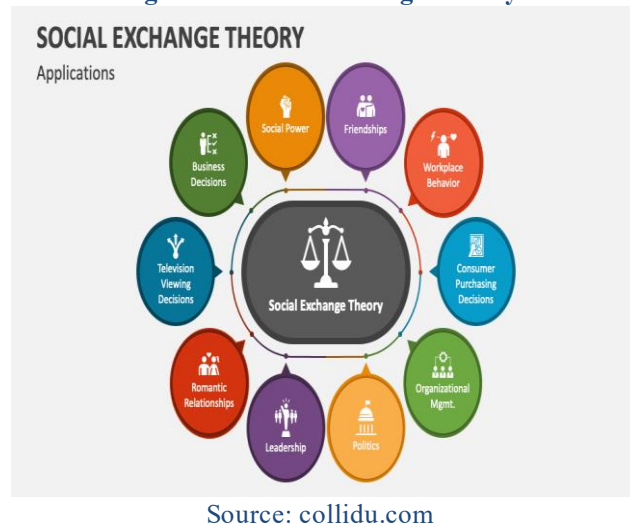 SOCIAL EXCHANGE THEORY
Applications
Social Power
Friendships
Business
Decisions
Workplace
Behavior
Television
Viewing
Decisions
Social Exchange Theory
Consumer
Purchasing
Decisions
Romantic
Relationships
Organizational
Mgmt.
Leadership
Politics
Source: collidu.com